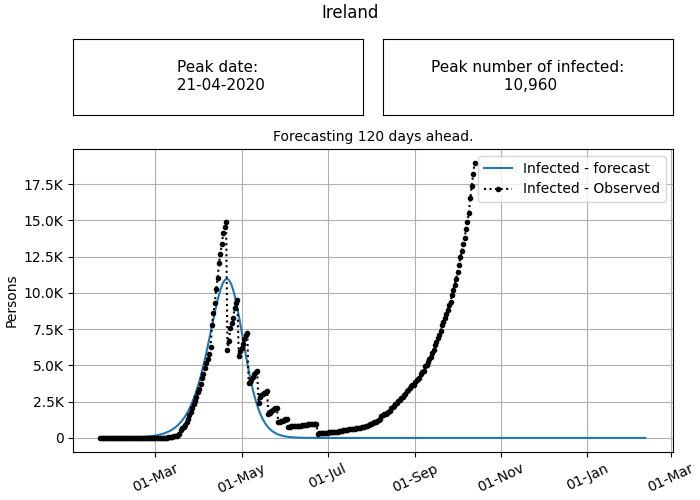 Ireland
Peak date:
21-04-2020
Peak number of infected:
10,960
Forecasting 120 days ahead.
Infected - forecast
Infected - Observed
Persons
17.5K
15.0K
12.5K
10.0K
7.5K
5.0K
2.5K
0
01-Mar
01-May
01-Jul
01-Sep
01-Nov
01-Jan
01-Mar